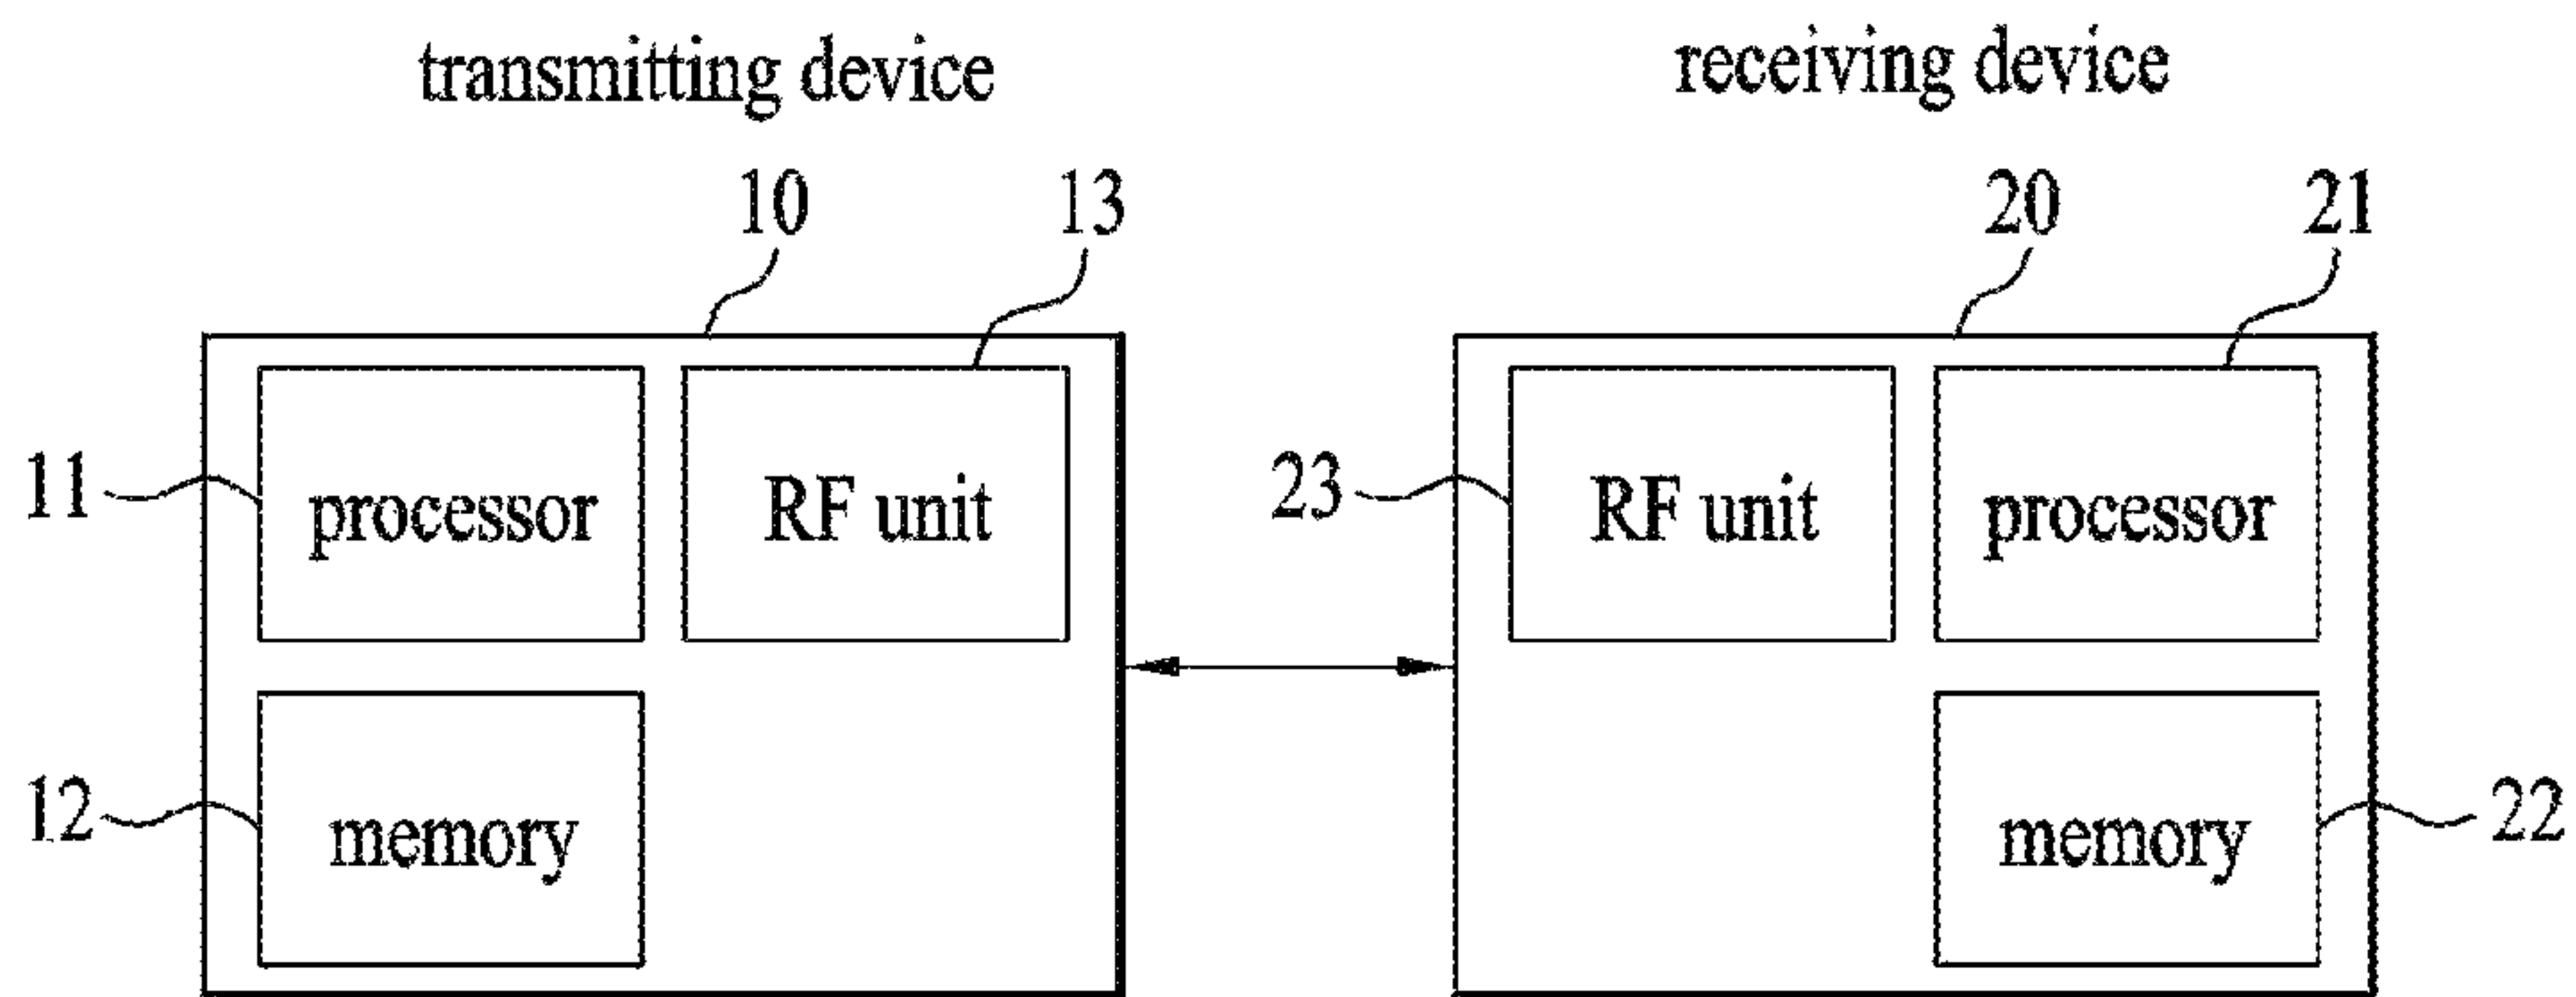 transmitting device
receiving device
10
13
20
21
11
processor
RF unit
23
RF unit
processor
12
memory
memory
22